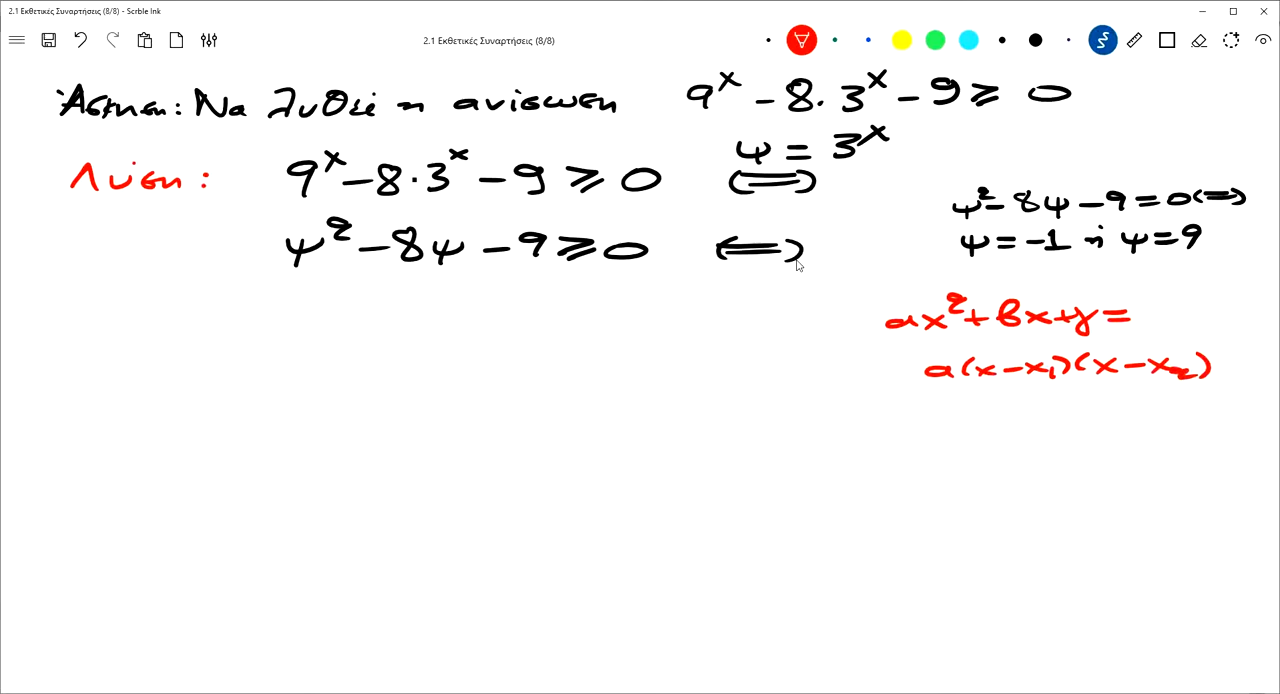 2.1 Εκθετικές Συναρτήσεις (8/8) - Scrble Ink
2.1 Εκθετικές Συναρτήσεις (8/8)
Άσκηση: Να λυθεί η ανίσωση 9^x - 8·3^x - 9 ≥ 0
Λύση: 9^x - 8·3^x - 9 ≥ 0 ⟺ ψ = 3^x
ψ² - 8ψ - 9 ≥ 0 ⟺
ψ² - 8ψ - 9 = 0 ⟺
ψ = -1 ή ψ = 9
αx² + βx + γ =
α(x - x₁)(x - x₂)